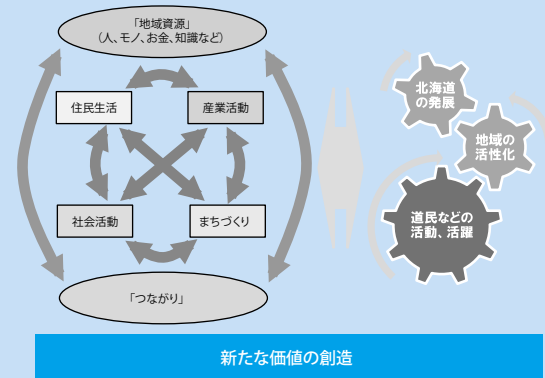 「地域資源」
（人、モノ、お金、知識など）
住民生活
産業活動
社会活動
まちづくり
「つながり」
北海道
の発展
地域の
活性化
道民などの
活動、活躍
新たな価値の創造